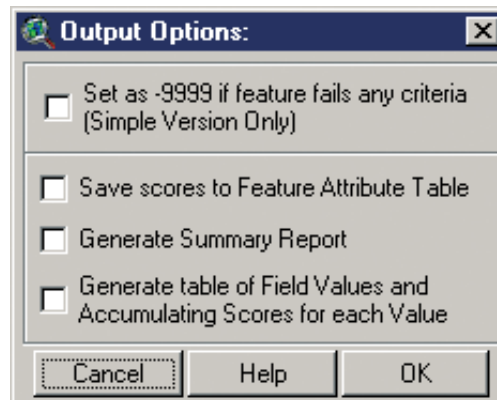 Output Options:
Set as -9999 if feature fails any criteria
(Simple Version Only)
Save scores to Feature Attribute Table
Generate Summary Report
Generate table of Field Values and
Accumulating Scores for each Value
Cancel Help OK